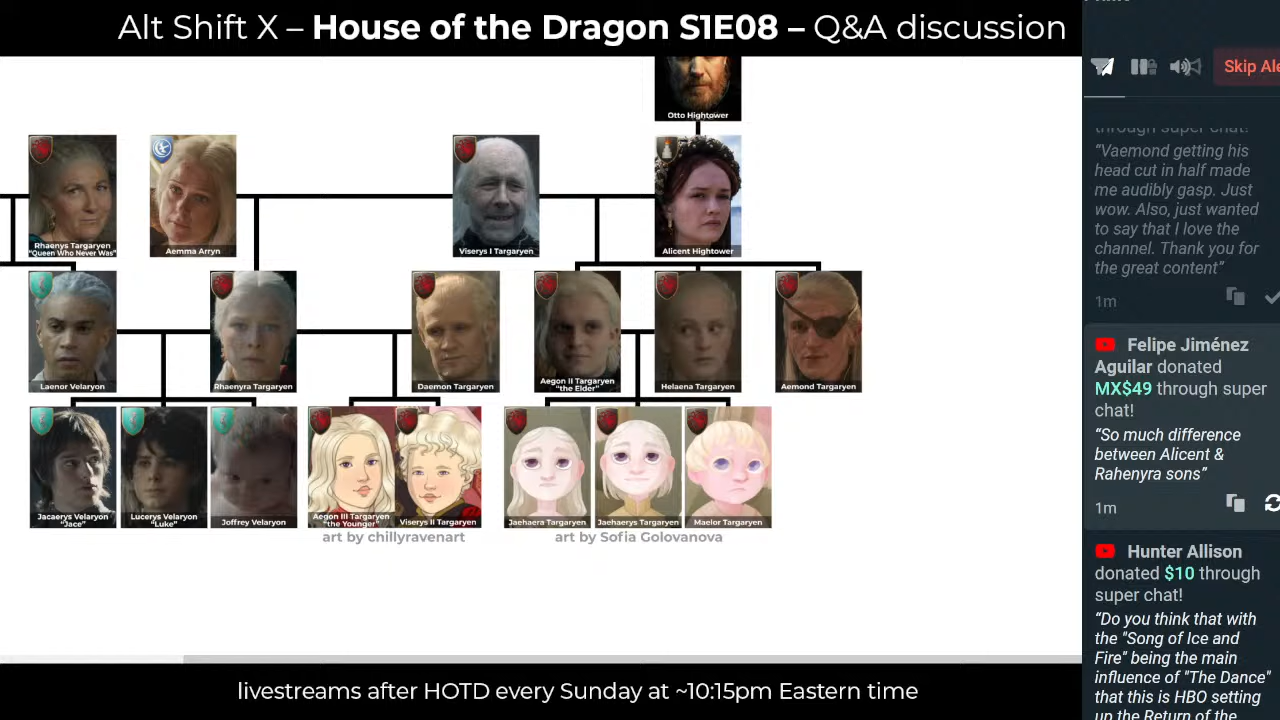 Alt Shift X – House of the Dragon S1E08 – Q&A discussion
Otto Hightower
Rhaenys Targaryen
"Queen Who Never Was"
Aemma Arryn
Viserys I Targaryen
Alicent Hightower
Laenor Velaryon
Rhaenyra Targaryen
Daemon Targaryen
Aegon II Targaryen
"the Elder"
Helaena Targaryen
Aemond Targaryen
Jacaerys Velaryon
"Jace"
Lucerys Velaryon
"Luke"
Joffrey Velaryon
Aegon III Targaryen
"the Younger"
Viserys II Targaryen
Jaehaera Targaryen
Jaehaerys Targaryen
Maelor Targaryen
art by chillyravenart
art by Sofia Golovanova
livestreams after HOTD every Sunday at ~10:15pm Eastern time
Skip Ale
through super chat!
“Vaemond getting his
head cut in half made
me audibly gasp. Just
wow. Also, just wanted
to say that I love the
channel. Thank you for
the great content”
1m
Felipe Jiménez
Aguilar donated
MX$49 through super
chat!
“So much difference
between Alicent &
Rahenyra sons”
1m
Hunter Allison
donated $10 through
super chat!
“Do you think that with
the "Song of Ice and
Fire" being the main
influence of "The Dance"
that this is HBO setting
up the Return of the